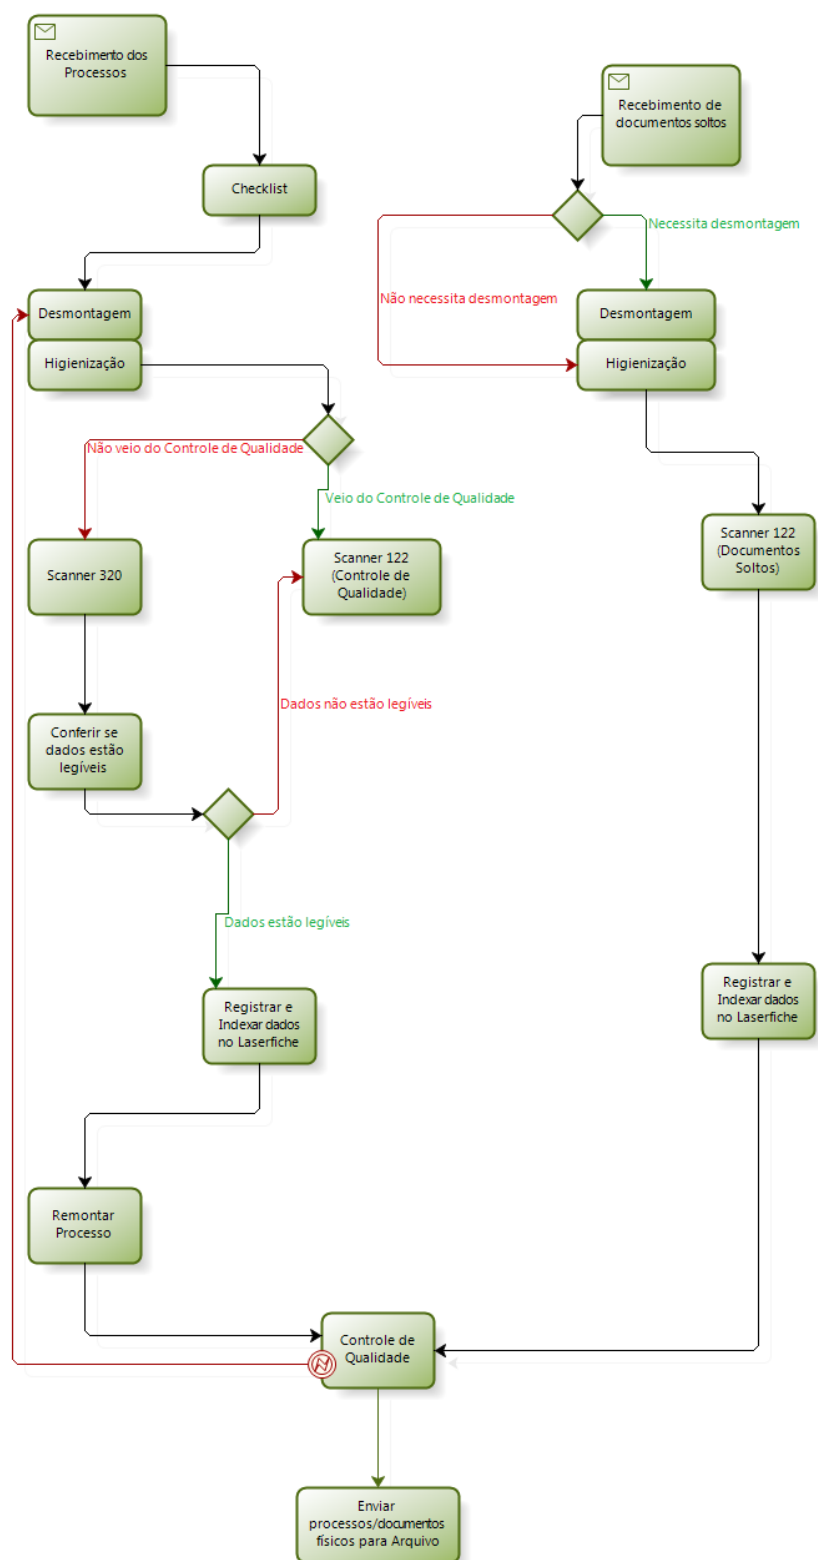 Recebimento dos
Processos
Recebimento de
documentos soltos
Checklist
Necessita desmontagem
Não necessita desmontagem
Desmontagem
Higienização
Desmontagem
Higienização
Não veio do Controle de Qualidade
Veio do Controle de Qualidade
Scanner 320
Scanner 122
(Controle de
Qualidade)
Scanner 122
(Documentos
Soltos)
Dados não estão legíveis
Conferir se
dados estão
legíveis
Dados estão legíveis
Registrar e
Indexar dados
no Laserfiche
Registrar e
Indexar dados
no Laserfiche
Remontar
Processo
Controle de
Qualidade
Enviar
processos/documentos
físicos para Arquivo